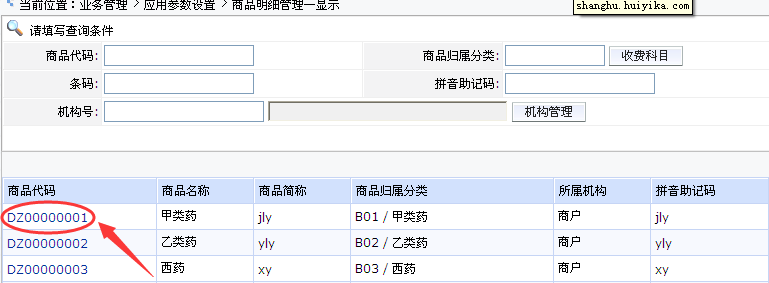 当前位置：业务管理 > 应用参数设置 > 商品明细管理—显示
shanghu.huiyika.com
请填写查询条件
商品代码: 商品归属分类: 收费科目
条码: 拼音助记码:
机构号: 机构管理
商品代码 商品名称 商品简称 商品归属分类 所属机构 拼音助记码
DZ00000001 甲类药 jly B01 / 甲类药 商户 jly
DZ00000002 乙类药 yly B02 / 乙类药 商户 yly
DZ00000003 西药 xy B03 / 西药 商户 xy